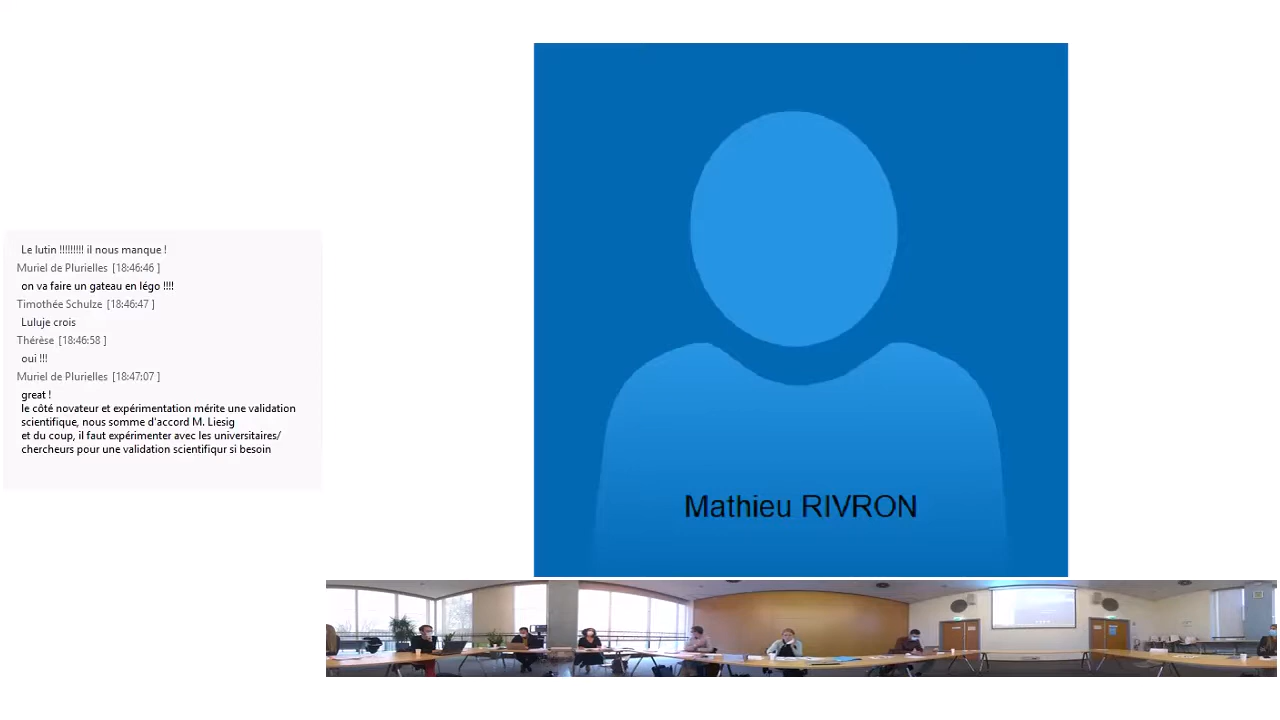 Le lutin !!!!!!!!! il nous manque !
Muriel de Plurielles [18:46:46 ]
on va faire un gateau en légo !!!!
Timothée Schulze [18:46:47 ]
Luluje crois
Thérèse [18:46:58 ]
oui !!!
Muriel de Plurielles [18:47:07 ]
great !
le côté novateur et expérimentation mérite une validation
scientifique, nous somme d'accord M. Liesig
et du coup, il faut expérimenter avec les universitaires/
chercheurs pour une validation scientifiqur si besoin
Mathieu RIVRON